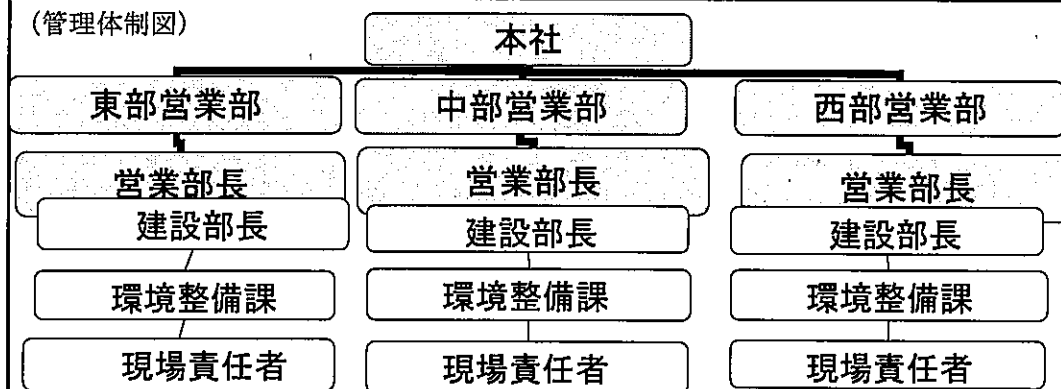 (管理体制図)
本社
東部営業部 中部営業部 西部営業部
営業部長 営業部長 営業部長
建設部長 建設部長 建設部長
環境整備課 環境整備課 環境整備課
現場責任者 現場責任者 現場責任者